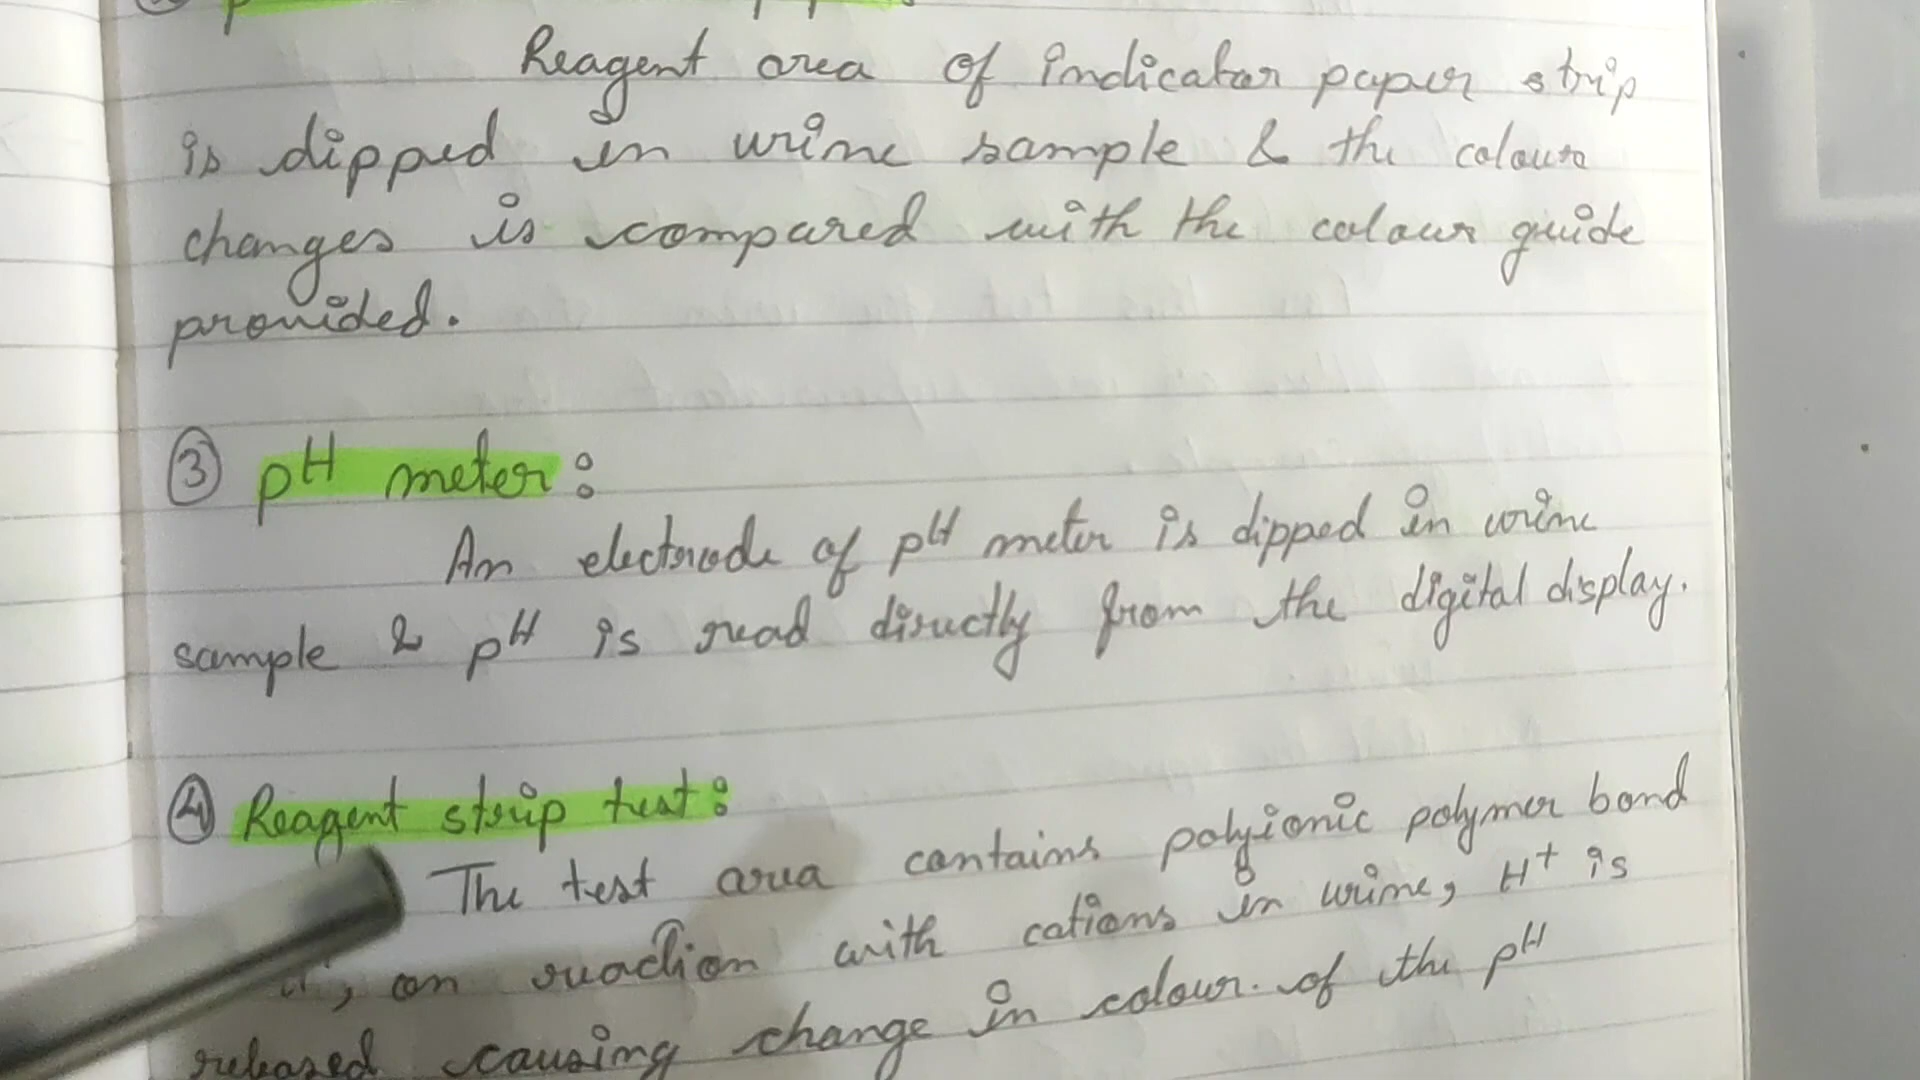 Reagent area of indicator paper strip
is dipped in urine sample & the colour
changes is compared with the colour guide
provided.
③ pH meter:
An electrode of pH meter is dipped in urine
sample & pH is read directly from the digital display.
④ Reagent strip test:
The test area contains polyionic polymer bond
, on reaction with cations in urine, H+ is
released causing change in colour. of the pH